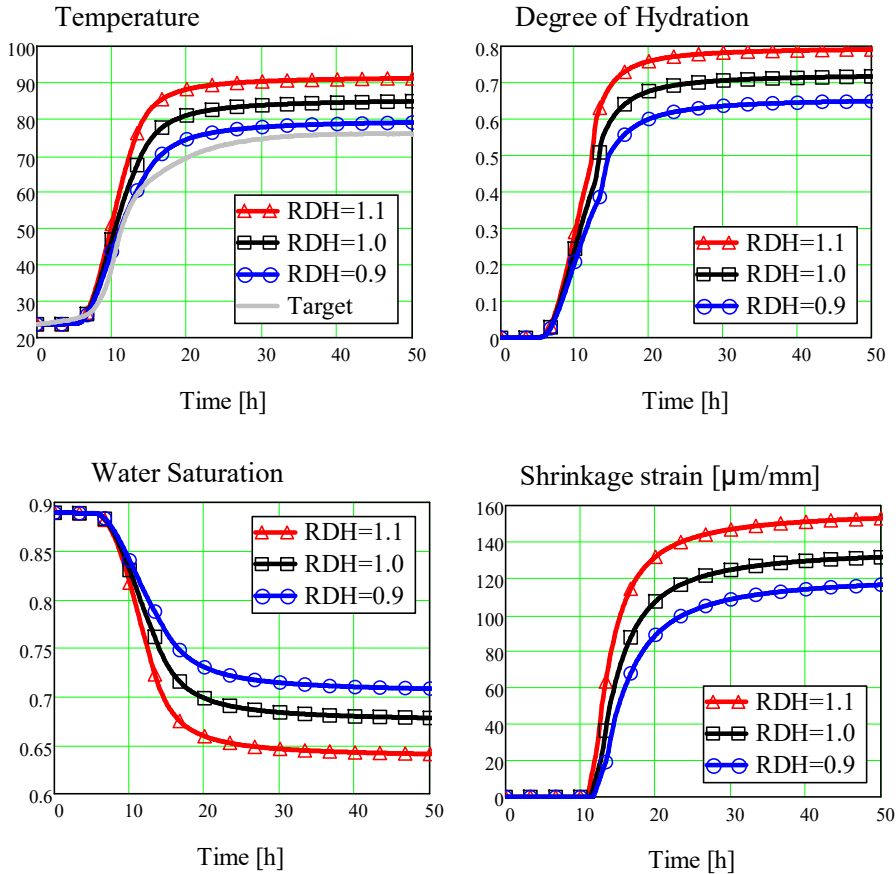 Temperature
100
90
80
70
60
50
40
30
20
RDH=1.1
RDH=1.0
RDH=0.9
Target
0
10
20
30
40
50
Time [h]
Degree of Hydration
0.8
0.7
0.6
0.5
0.4
0.3
0.2
0.1
0
RDH=1.1
RDH=1.0
RDH=0.9
0
10
20
30
40
50
Time [h]
Water Saturation
0.9
0.85
0.8
0.75
0.7
0.65
0.6
RDH=1.1
RDH=1.0
RDH=0.9
0
10
20
30
40
50
Time [h]
Shrinkage strain [μm/mm]
160
140
120
100
80
60
40
20
0
RDH=1.1
RDH=1.0
RDH=0.9
0
10
20
30
40
50
Time [h]